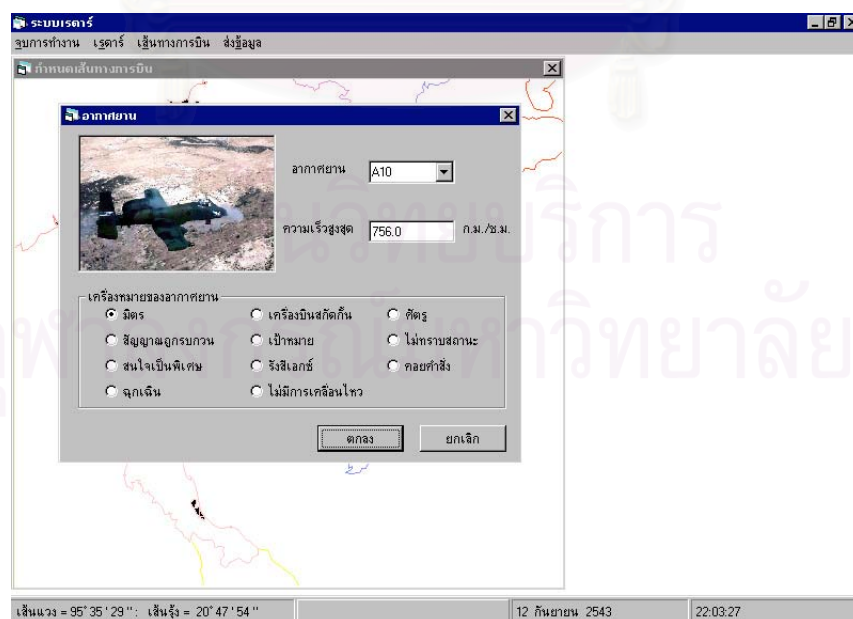 ระบบเรดาร์
จบการทำงาน เรดาร์ เส้นทางการบิน ส่งข้อมูล
กำหนดเส้นทางการบิน
อากาศยาน
อากาศยาน A10
ความเร็วสูงสุด 756.0 ก.ม./ช.ม.
เครื่องหมายของอากาศยาน
มิตร เครื่องบินสกัดกั้น ศัตรู
สัญญาณถูกรบกวน เป้าหมาย ไม่ทราบสถานะ
สนใจเป็นพิเศษ รังสีเอกซ์ คอยคำสั่ง
ฉุกเฉิน ไม่มีการเคลื่อนไหว
ตกลง ยกเลิก
เส้นแวง = 95° 35 ' 29 " : เส้นรุ้ง = 20° 47 ' 54 " 12 กันยายน 2543 22:03:27